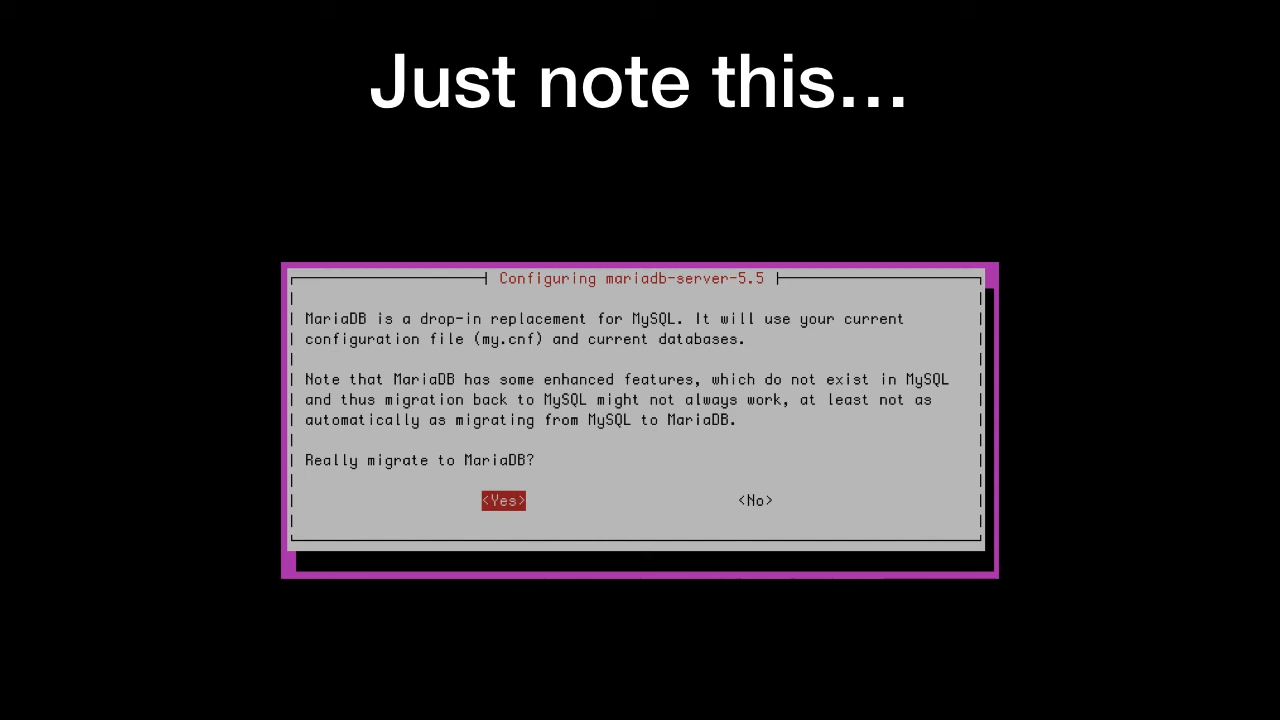 Just note this...
Configuring mariadb-server-5.5
MariaDB is a drop-in replacement for MySQL. It will use your current
configuration file (my.cnf) and current databases.
Note that MariaDB has some enhanced features, which do not exist in MySQL
and thus migration back to MySQL might not always work, at least not as
automatically as migrating from MySQL to MariaDB.
Really migrate to MariaDB?
<Yes> <No>